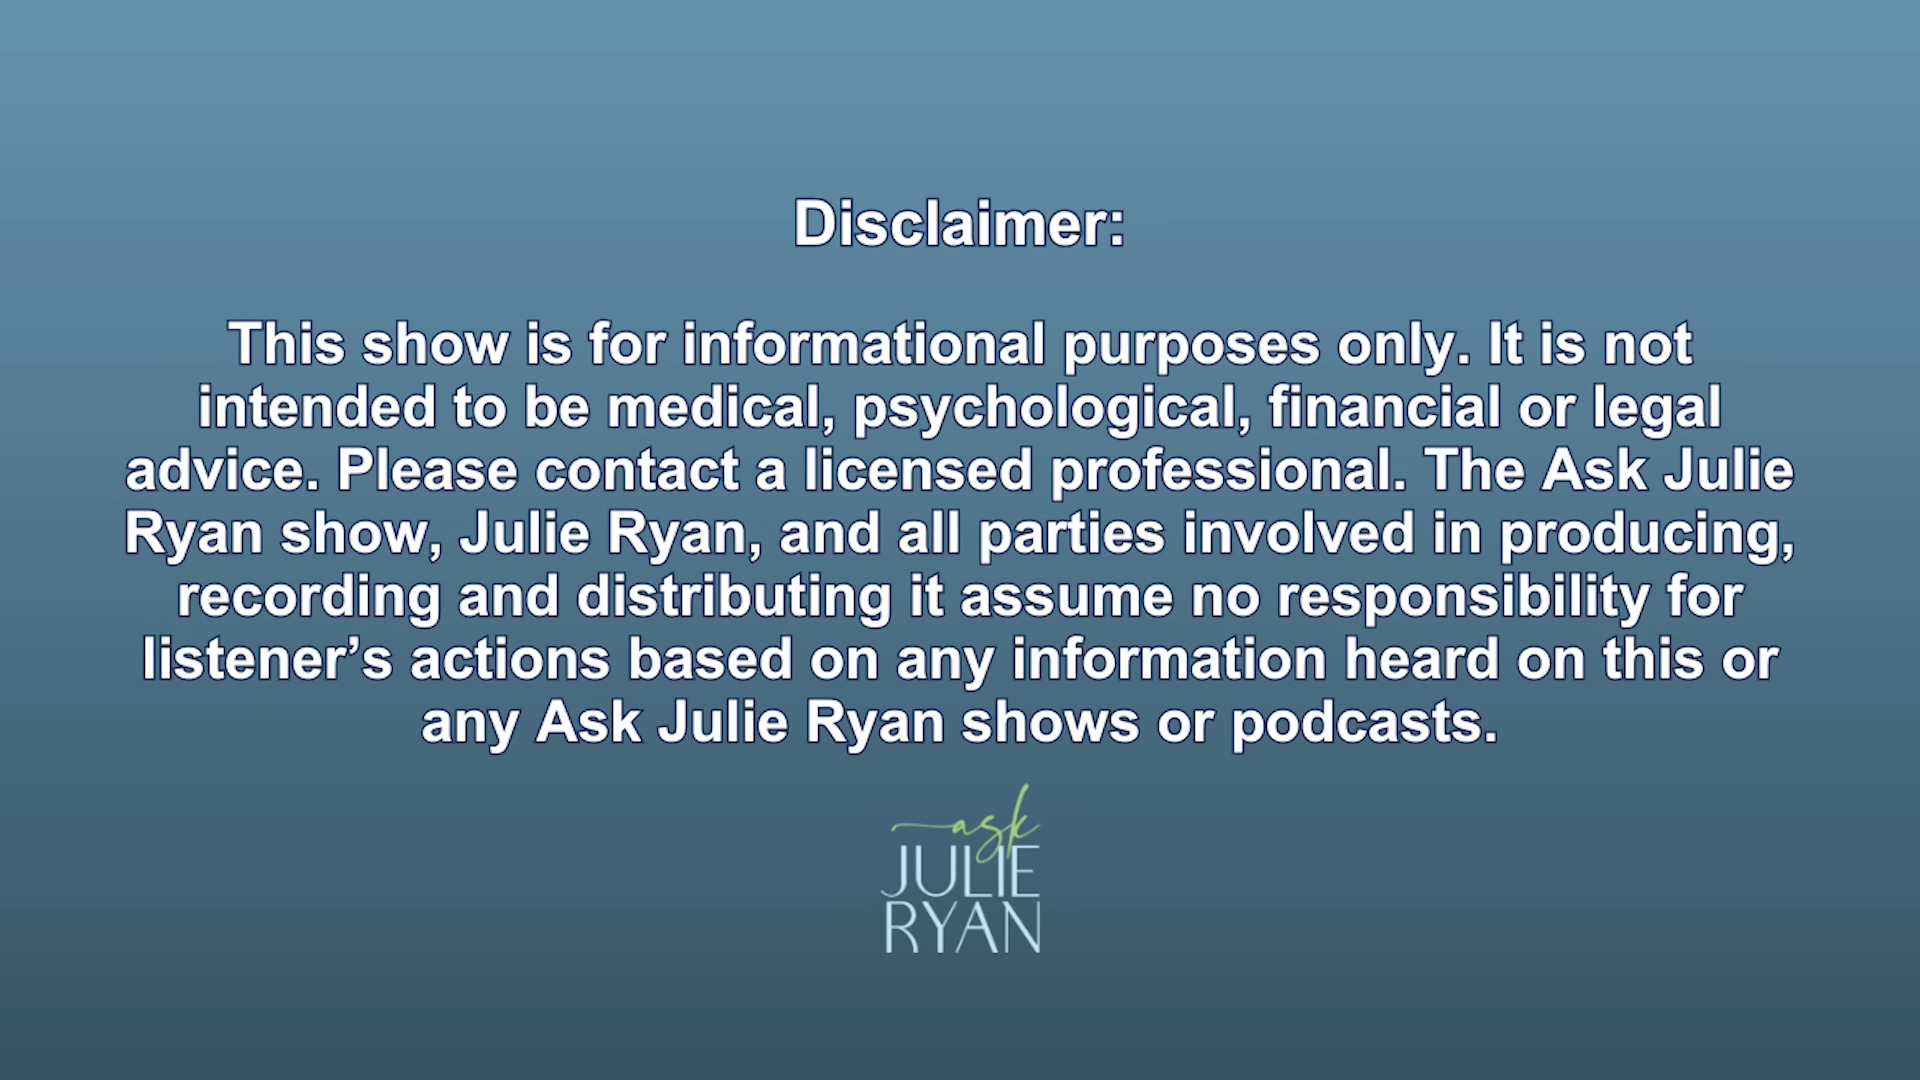 Disclaimer:
This show is for informational purposes only. It is not
intended to be medical, psychological, financial or legal
advice. Please contact a licensed professional. The Ask Julie
Ryan show, Julie Ryan, and all parties involved in producing,
recording and distributing it assume no responsibility for
listener’s actions based on any information heard on this or
any Ask Julie Ryan shows or podcasts.
ask
JULIE
RYAN